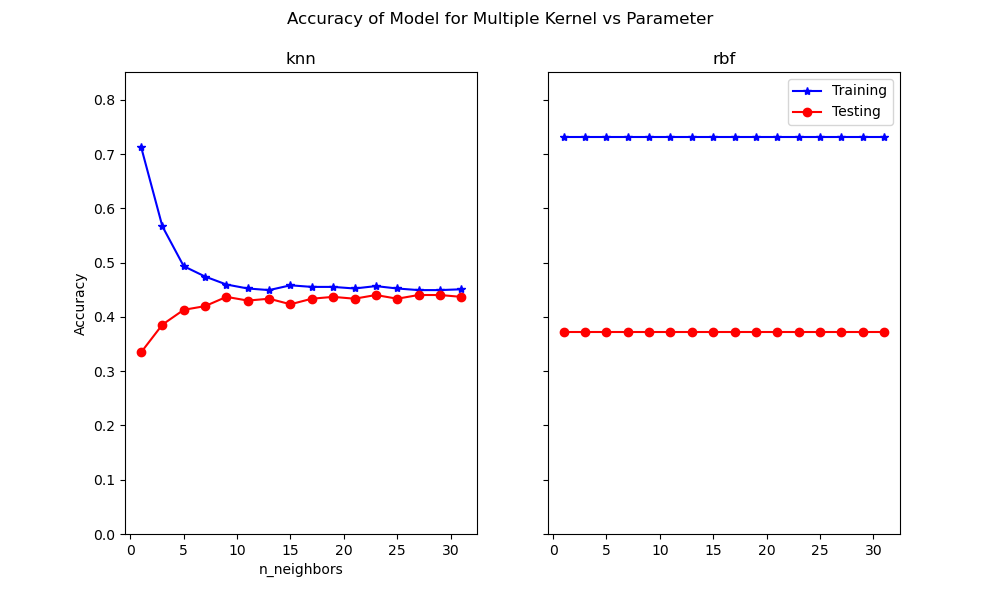 Accuracy of Model for Multiple Kernel vs Parameter
knn
rbf
Accuracy
0.8
0.7
0.6
0.5
0.4
0.3
0.2
0.1
0.0
0 5 10 15 20 25 30
n_neighbors
Training
Testing
0 5 10 15 20 25 30